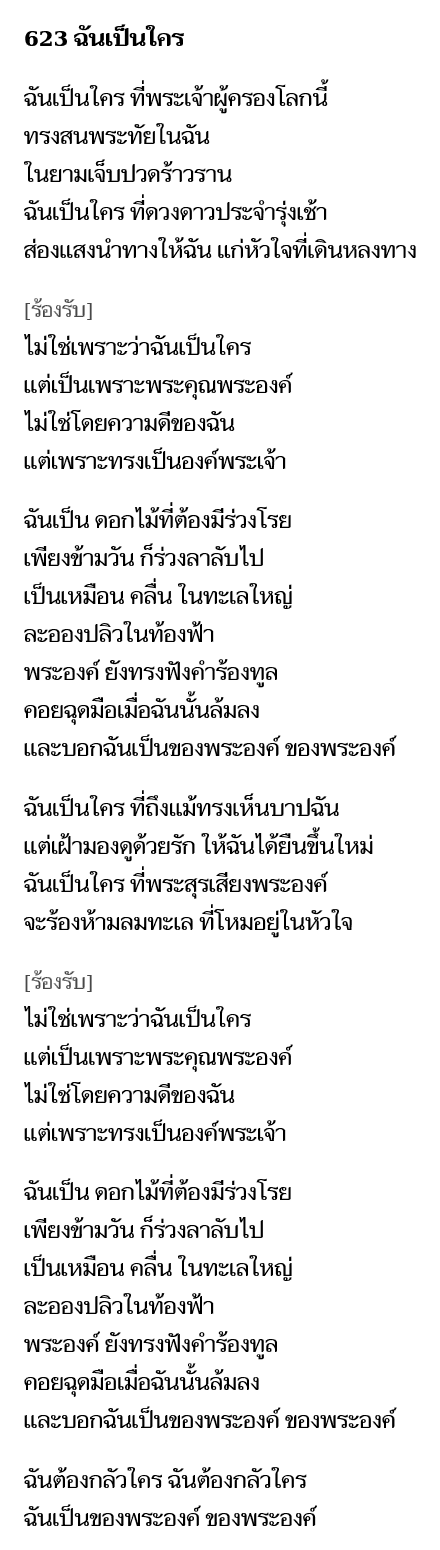 623 ฉันเป็นใคร
ฉันเป็นใคร ที่พระเจ้าผู้ครองโลกนี้
ทรงสนพระทัยในฉัน
ในยามเจ็บปวดร้าวราน
ฉันเป็นใคร ที่ดวงดาวประจำรุ่งเช้า
ส่องแสงนำทางให้ฉัน แก่หัวใจที่เดินหลงทาง
[ร้องรับ]
ไม่ใช่เพราะว่าฉันเป็นใคร
แต่เป็นเพราะพระคุณพระองค์
ไม่ใช่โดยความดีของฉัน
แต่เพราะทรงเป็นองค์พระเจ้า
ฉันเป็น ดอกไม้ที่ต้องมีร่วงโรย
เพียงข้ามวัน ก็ร่วงลาลับไป
เป็นเหมือน คลื่น ในทะเลใหญ่
ละอองปลิวในท้องฟ้า
พระองค์ ยังทรงฟังคำร้องทูล
คอยฉุดมือเมื่อฉันนั้นล้มลง
และบอกฉันเป็นของพระองค์ ของพระองค์
ฉันเป็นใคร ที่ถึงแม้ทรงเห็นบาปฉัน
แต่เฝ้ามองดูด้วยรัก ให้ฉันได้ยืนขึ้นใหม่
ฉันเป็นใคร ที่พระสุรเสียงพระองค์
จะร้องห้ามลมทะเล ที่โหมอยู่ในหัวใจ
[ร้องรับ]
ไม่ใช่เพราะว่าฉันเป็นใคร
แต่เป็นเพราะพระคุณพระองค์
ไม่ใช่โดยความดีของฉัน
แต่เพราะทรงเป็นองค์พระเจ้า
ฉันเป็น ดอกไม้ที่ต้องมีร่วงโรย
เพียงข้ามวัน ก็ร่วงลาลับไป
เป็นเหมือน คลื่น ในทะเลใหญ่
ละอองปลิวในท้องฟ้า
พระองค์ ยังทรงฟังคำร้องทูล
คอยฉุดมือเมื่อฉันนั้นล้มลง
และบอกฉันเป็นของพระองค์ ของพระองค์
ฉันต้องกลัวใคร ฉันต้องกลัวใคร
ฉันเป็นของพระองค์ ของพระองค์